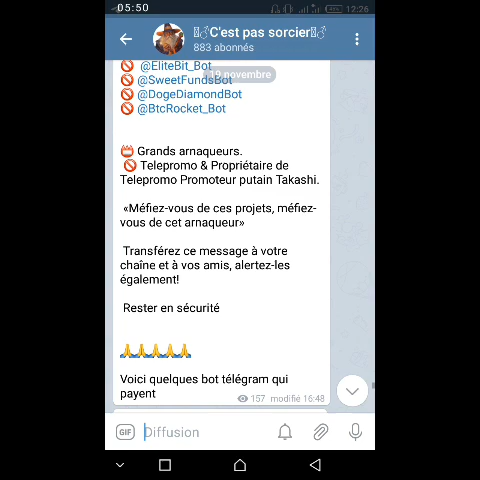 05:50
12:26
C'est pas sorcier
883 abonnés
@EliteBit_Bot
19 novembre
@SweetFundsBot
@DogeDiamondBot
@BtcRocket_Bot
Grands arnaqueurs.
Telepromo & Propriétaire de
Telepromo Promoteur putain Takashi.
«Méfiez-vous de ces projets, méfiez-
vous de cet arnaqueur»
Transférez ce message à votre
chaîne et à vos amis, alertez-les
également!
Rester en sécurité
Voici quelques bot télégram qui
payent
157 modifié 16:48
GIF Diffusion